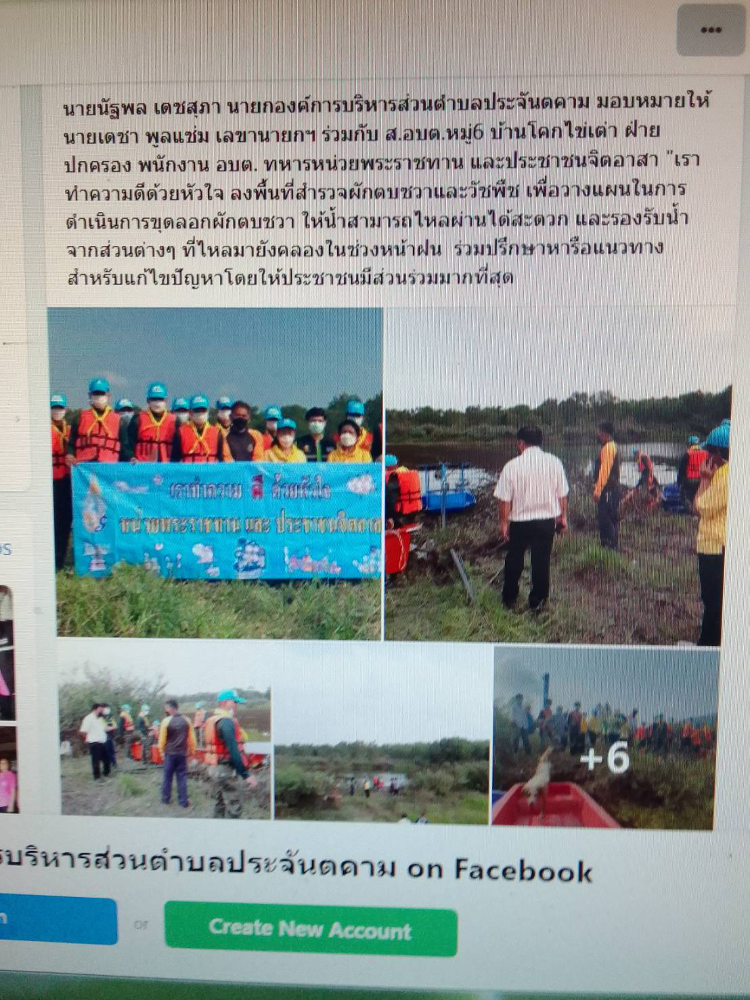 นายนัฐพล เดชสุภา นายกองค์การบริหารส่วนตำบลประจันตคาม มอบหมายให้
นายเดชา พูลแช่ม เลขานายกฯ ร่วมกับ ส.อบต.หมู่6 บ้านโคกไข่เต่า ฝ่าย
ปกครอง พนักงาน อบต. ทหารหน่วยพระราชทาน และประชาชนจิตอาสา "เรา
ทำความดีด้วยหัวใจ ลงพื้นที่สำรวจผักตบชวาและวัชพืช เพื่อวางแผนในการ
ดำเนินการขุดลอกผักตบชวา ให้น้ำสามารถไหลผ่านได้สะดวก และรองรับน้ำ
จากส่วนต่างๆ ที่ไหลมายังคลองในช่วงหน้าฝน ร่วมปรึกษาหารือแนวทาง
สำหรับแก้ไขปัญหาโดยให้ประชาชนมีส่วนร่วมมากที่สุด
เราทำความ ดี ด้วยหัวใจ
หน่วยพระราชทาน และ ประชาชนจิตอาส
+6
รบริหารส่วนตำบลประจันตคาม on Facebook
or
Create New Account